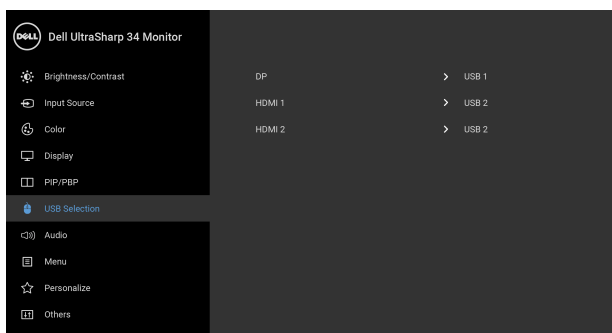 DELL Dell UltraSharp 34 Monitor
Brightness/Contrast
Input Source
Color
Display
PIP/PBP
USB Selection
Audio
Menu
Personalize
Others
DP > USB 1
HDMI 1 > USB 2
HDMI 2 > USB 2